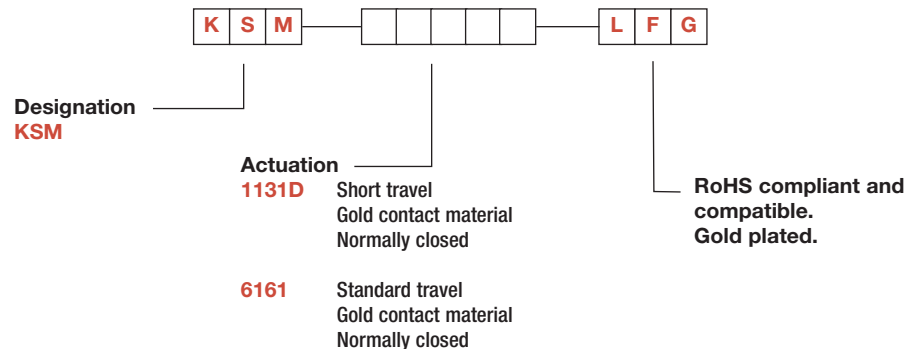 K S M L F G
Designation
KSM
Actuation
1131D Short travel
Gold contact material
Normally closed
6161 Standard travel
Gold contact material
Normally closed
RoHS compliant and
compatible.
Gold plated.